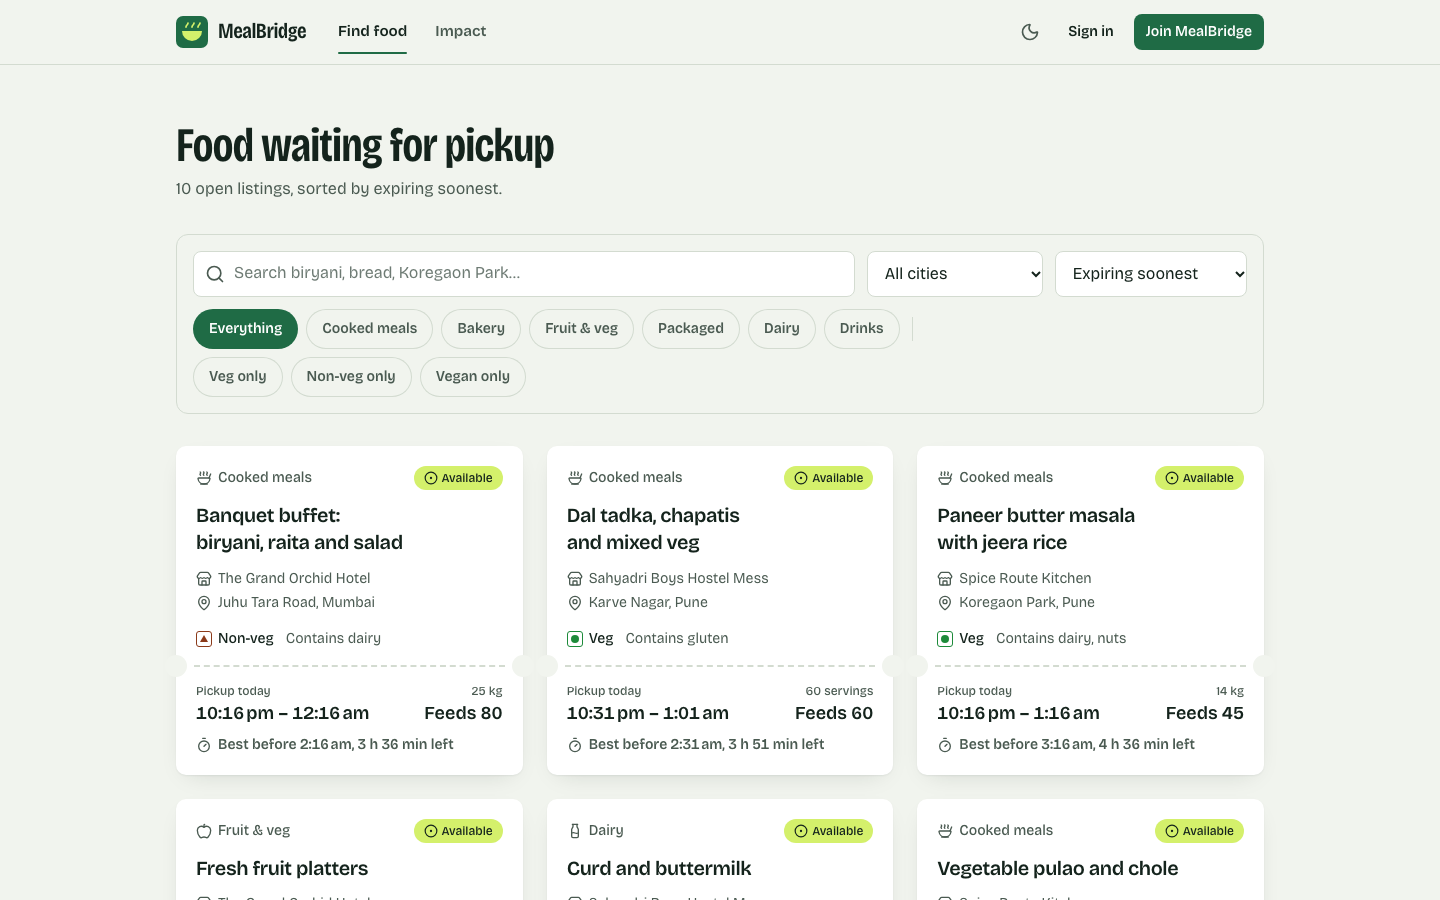 MealBridge Find food Impact Sign in Join MealBridge
Food waiting for pickup
10 open listings, sorted by expiring soonest.
Search biryani, bread, Koregaon Park... All cities Expiring soonest
Everything Cooked meals Bakery Fruit & veg Packaged Dairy Drinks
Veg only Non-veg only Vegan only
Cooked meals Available
Banquet buffet:
biryani, raita and salad
The Grand Orchid Hotel
Juhu Tara Road, Mumbai
Non-veg Contains dairy
Pickup today 25 kg
10:16 pm – 12:16 am Feeds 80
Best before 2:16 am, 3 h 36 min left
Cooked meals Available
Dal tadka, chapatis
and mixed veg
Sahyadri Boys Hostel Mess
Karve Nagar, Pune
Veg Contains gluten
Pickup today 60 servings
10:31 pm – 1:01 am Feeds 60
Best before 2:31 am, 3 h 51 min left
Cooked meals Available
Paneer butter masala
with jeera rice
Spice Route Kitchen
Koregaon Park, Pune
Veg Contains dairy, nuts
Pickup today 14 kg
10:16 pm – 1:16 am Feeds 45
Best before 3:16 am, 4 h 36 min left
Fruit & veg Available
Fresh fruit platters
Dairy Available
Curd and buttermilk
Cooked meals Available
Vegetable pulao and chole